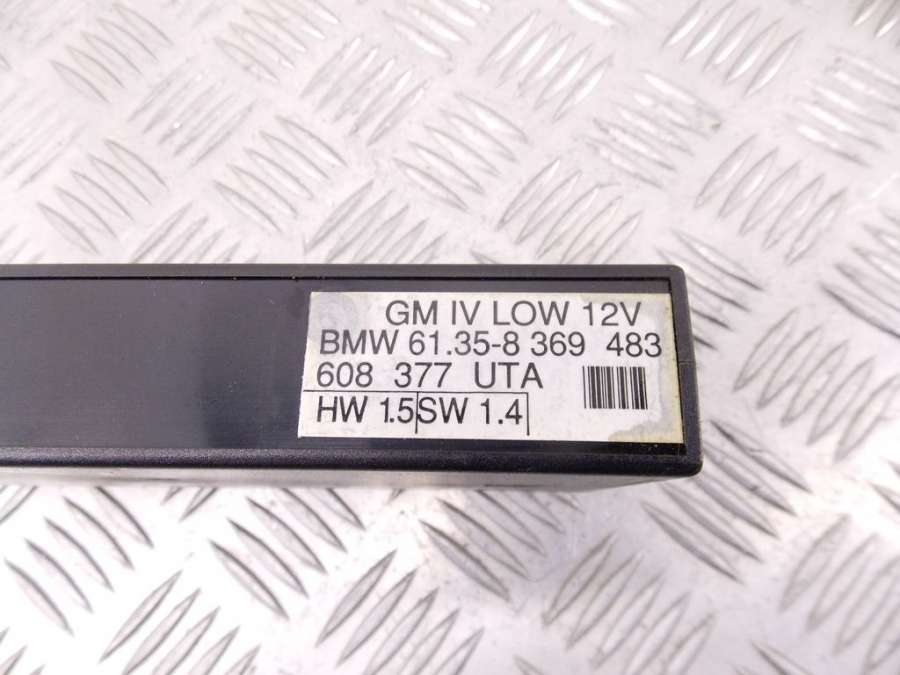 GM IV LOW 12V
BMW 61.35-8 369 483
608 377 UTA
HW 1.5 SW 1.4